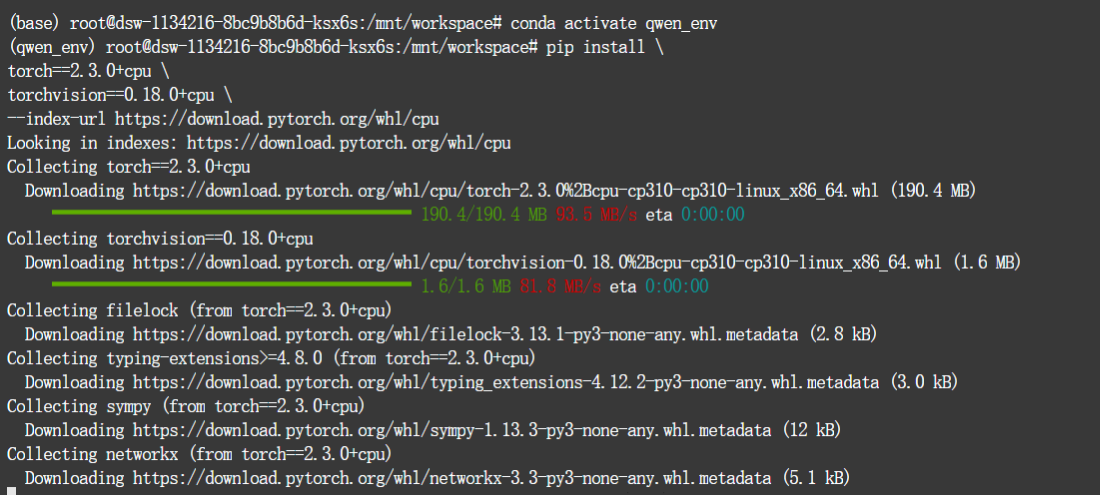 (base) root@dsw-1134216-8bc9b8b6d-ksx6s:/mnt/workspace# conda activate qwen_env
(qwen_env) root@dsw-1134216-8bc9b8b6d-ksx6s:/mnt/workspace# pip install \
torch==2.3.0+cpu \
torchvision==0.18.0+cpu \
--index-url https://download.pytorch.org/whl/cpu
Looking in indexes: https://download.pytorch.org/whl/cpu
Collecting torch==2.3.0+cpu
  Downloading https://download.pytorch.org/whl/cpu/torch-2.3.0%2Bcpu-cp310-cp310-linux_x86_64.whl (190.4 MB)
190.4/190.4 MB 93.5 MB/s eta 0:00:00
Collecting torchvision==0.18.0+cpu
  Downloading https://download.pytorch.org/whl/cpu/torchvision-0.18.0%2Bcpu-cp310-cp310-linux_x86_64.whl (1.6 MB)
1.6/1.6 MB 81.8 MB/s eta 0:00:00
Collecting filelock (from torch==2.3.0+cpu)
  Downloading https://download.pytorch.org/whl/filelock-3.13.1-py3-none-any.whl.metadata (2.8 kB)
Collecting typing-extensions>=4.8.0 (from torch==2.3.0+cpu)
  Downloading https://download.pytorch.org/whl/typing_extensions-4.12.2-py3-none-any.whl.metadata (3.0 kB)
Collecting sympy (from torch==2.3.0+cpu)
  Downloading https://download.pytorch.org/whl/sympy-1.13.3-py3-none-any.whl.metadata (12 kB)
Collecting networkx (from torch==2.3.0+cpu)
  Downloading https://download.pytorch.org/whl/networkx-3.3-py3-none-any.whl.metadata (5.1 kB)